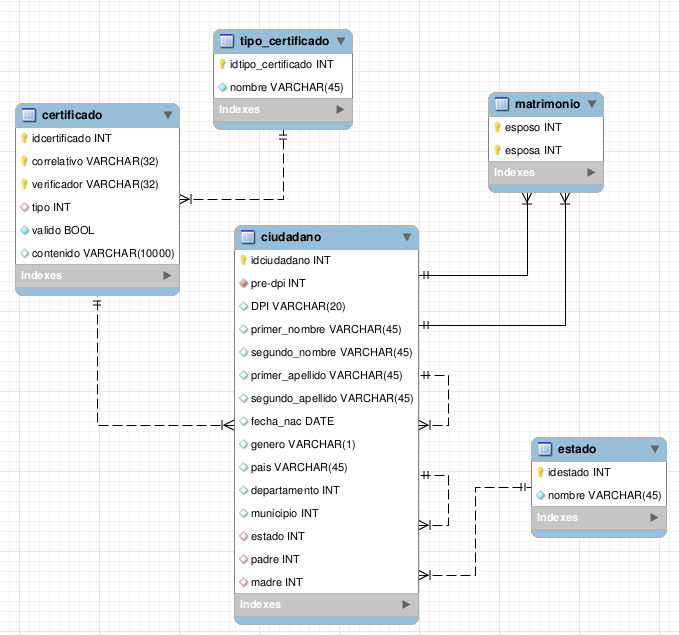 tipo_certificado
idtipo_certificado INT
nombre VARCHAR(45)
Indexes
certificado
idcertificado INT
correlativo VARCHAR(32)
verificador VARCHAR(32)
tipo INT
valido BOOL
contenido VARCHAR(10000)
Indexes
matrimonio
esposo INT
esposa INT
Indexes
ciudadano
idciudadano INT
pre-dpi INT
DPI VARCHAR(20)
primer_nombre VARCHAR(45)
segundo_nombre VARCHAR(45)
primer_apellido VARCHAR(45)
segundo_apellido VARCHAR(45)
fecha_nac DATE
genero VARCHAR(1)
pais VARCHAR(45)
departamento INT
municipio INT
estado INT
padre INT
madre INT
Indexes
estado
idestado INT
nombre VARCHAR(45)
Indexes